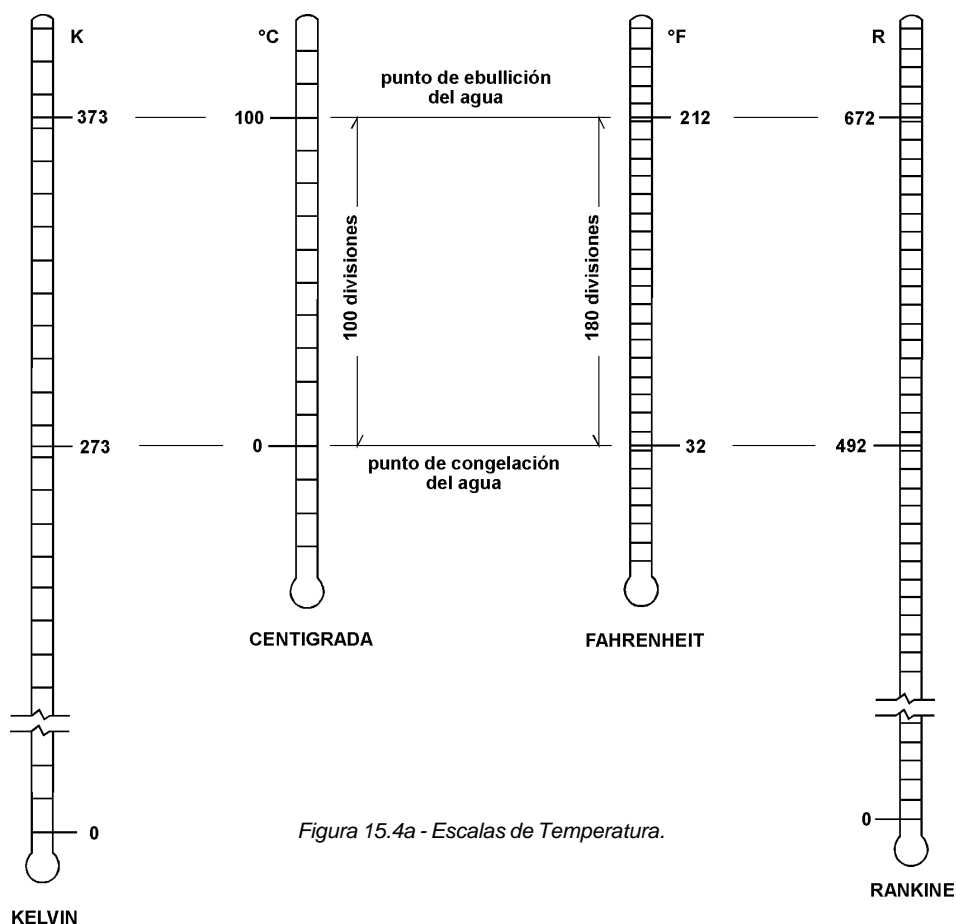 K
°C
°F
R
punto de ebullición
del agua
373
100
212
672
100 divisiones
180 divisiones
273
0
32
492
punto de congelación
del agua
CENTIGRADA
FAHRENHEIT
0
Figura 15.4a - Escalas de Temperatura.
0
RANKINE
KELVIN